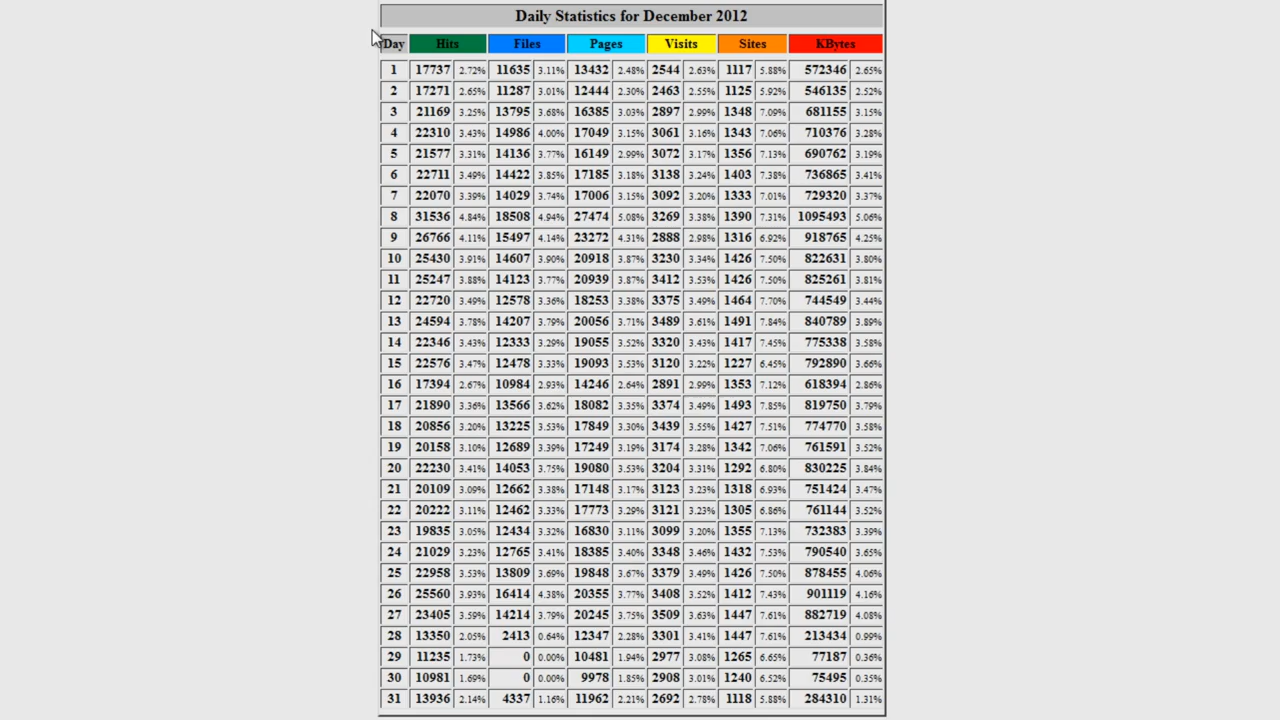 Daily Statistics for December 2012
Day Hits Files Pages Visits Sites KBytes
1 17737 2.72% 11635 3.11% 13432 2.48% 2544 2.63% 1117 5.88% 572346 2.65%
2 17271 2.65% 11287 3.01% 12444 2.30% 2463 2.55% 1125 5.92% 546135 2.52%
3 21169 3.25% 13795 3.68% 16385 3.03% 2897 2.99% 1348 7.09% 681155 3.15%
4 22310 3.43% 14986 4.00% 17049 3.15% 3061 3.16% 1343 7.06% 710376 3.28%
5 21577 3.31% 14136 3.77% 16149 2.99% 3072 3.17% 1356 7.13% 690762 3.19%
6 22711 3.49% 14422 3.85% 17185 3.18% 3138 3.24% 1403 7.38% 736865 3.41%
7 22070 3.39% 14029 3.74% 17006 3.15% 3092 3.20% 1333 7.01% 729320 3.37%
8 31536 4.84% 18508 4.94% 27474 5.08% 3269 3.38% 1390 7.31% 1095493 5.06%
9 26766 4.11% 15497 4.14% 23272 4.31% 2888 2.98% 1316 6.92% 918765 4.25%
10 25430 3.91% 14607 3.90% 20918 3.87% 3230 3.34% 1426 7.50% 822631 3.80%
11 25247 3.88% 14123 3.77% 20939 3.87% 3412 3.53% 1426 7.50% 825261 3.81%
12 22720 3.49% 12578 3.36% 18253 3.38% 3375 3.49% 1464 7.70% 744549 3.44%
13 24594 3.78% 14207 3.79% 20056 3.71% 3489 3.61% 1491 7.84% 840789 3.89%
14 22346 3.43% 12333 3.29% 19055 3.52% 3320 3.43% 1417 7.45% 775338 3.58%
15 22576 3.47% 12478 3.33% 19093 3.53% 3120 3.22% 1227 6.45% 792890 3.66%
16 17394 2.67% 10984 2.93% 14246 2.64% 2891 2.99% 1353 7.12% 618394 2.86%
17 21890 3.36% 13566 3.62% 18082 3.35% 3374 3.49% 1493 7.85% 819750 3.79%
18 20856 3.20% 13225 3.53% 17849 3.30% 3439 3.55% 1427 7.51% 774770 3.58%
19 20158 3.10% 12689 3.39% 17249 3.19% 3174 3.28% 1342 7.06% 761591 3.52%
20 22230 3.41% 14053 3.75% 19080 3.53% 3204 3.31% 1292 6.80% 830225 3.84%
21 20109 3.09% 12662 3.38% 17148 3.17% 3123 3.23% 1318 6.93% 751424 3.47%
22 20222 3.11% 12462 3.33% 17773 3.29% 3121 3.23% 1305 6.86% 761144 3.52%
23 19835 3.05% 12434 3.32% 16830 3.11% 3099 3.20% 1355 7.13% 732383 3.39%
24 21029 3.23% 12765 3.41% 18385 3.40% 3348 3.46% 1432 7.53% 790540 3.65%
25 22958 3.53% 13809 3.69% 19848 3.67% 3379 3.49% 1426 7.50% 878455 4.06%
26 25560 3.93% 16414 4.38% 20355 3.77% 3408 3.52% 1412 7.43% 901119 4.16%
27 23405 3.59% 14214 3.79% 20245 3.75% 3509 3.63% 1447 7.61% 882719 4.08%
28 13350 2.05% 2413 0.64% 12347 2.28% 3301 3.41% 1447 7.61% 213434 0.99%
29 11235 1.73% 0 0.00% 10481 1.94% 2977 3.08% 1265 6.65% 77187 0.36%
30 10981 1.69% 0 0.00% 9978 1.85% 2908 3.01% 1240 6.52% 75495 0.35%
31 13936 2.14% 4337 1.16% 11962 2.21% 2692 2.78% 1118 5.88% 284310 1.31%